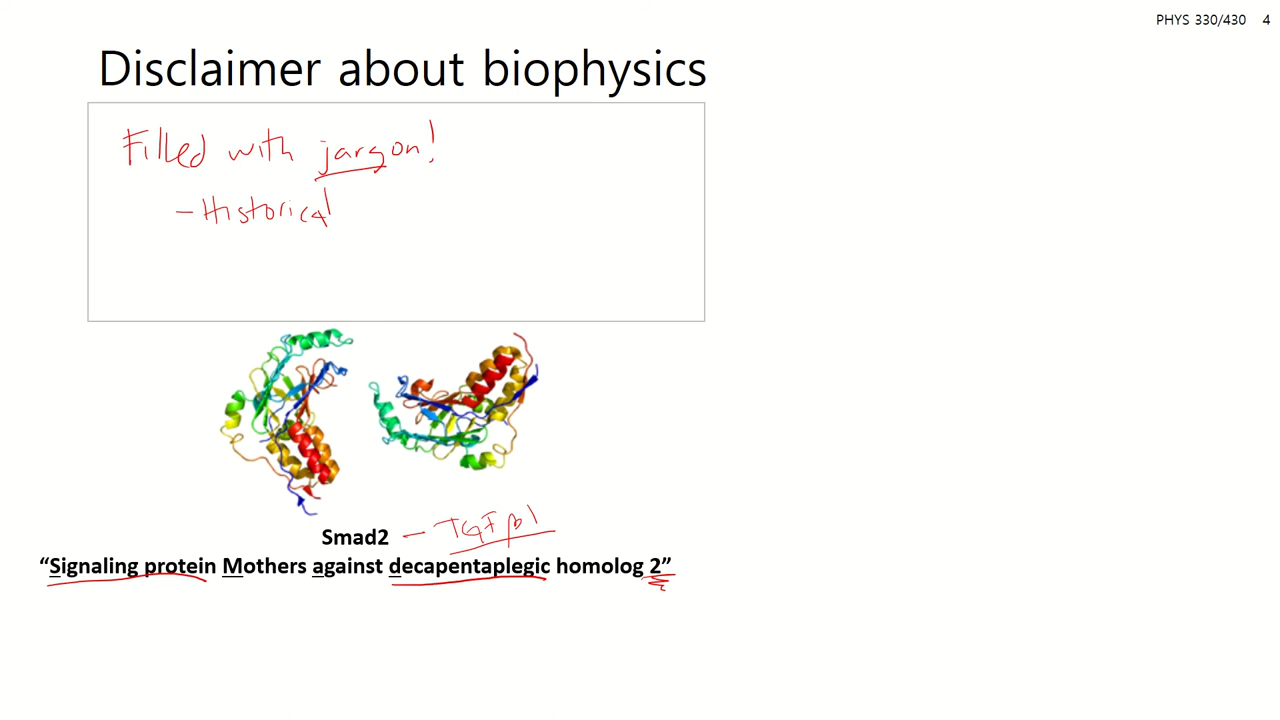 PHYS 330/430 4
Disclaimer about biophysics
Filled with jargon!
- Historical
Smad2 - TGFβ1
“Signaling protein Mothers against decapentaplegic homolog 2”